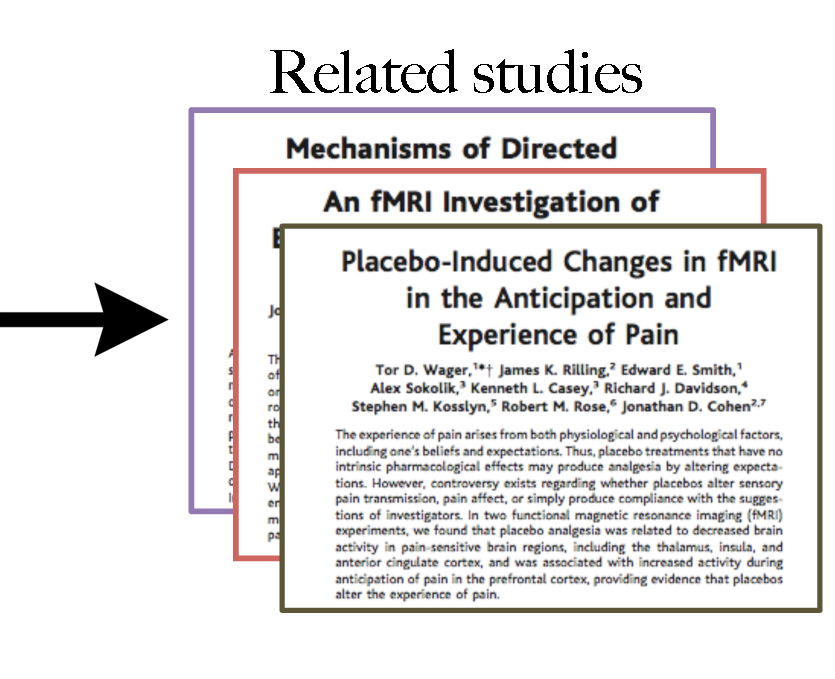 Related studies
Mechanisms of Directed
An fMRI Investigation of
Placebo-Induced Changes in fMRI
in the Anticipation and
Experience of Pain
Tor D. Wager,¹*† James K. Rilling,² Edward E. Smith,¹
Alex Sokolik,³ Kenneth L. Casey,³ Richard J. Davidson,⁴
Stephen M. Kosslyn,⁵ Robert M. Rose,⁶ Jonathan D. Cohen²,⁷
The experience of pain arises from both physiological and psychological factors,
including one's beliefs and expectations. Thus, placebo treatments that have no
intrinsic pharmacological effects may produce analgesia by altering expecta-
tions. However, controversy exists regarding whether placebos alter sensory
pain transmission, pain affect, or simply produce compliance with the sugges-
tions of investigators. In two functional magnetic resonance imaging (fMRI)
experiments, we found that placebo analgesia was related to decreased brain
activity in pain-sensitive brain regions, including the thalamus, insula, and
anterior cingulate cortex, and was associated with increased activity during
anticipation of pain in the prefrontal cortex, providing evidence that placebos
alter the experience of pain.